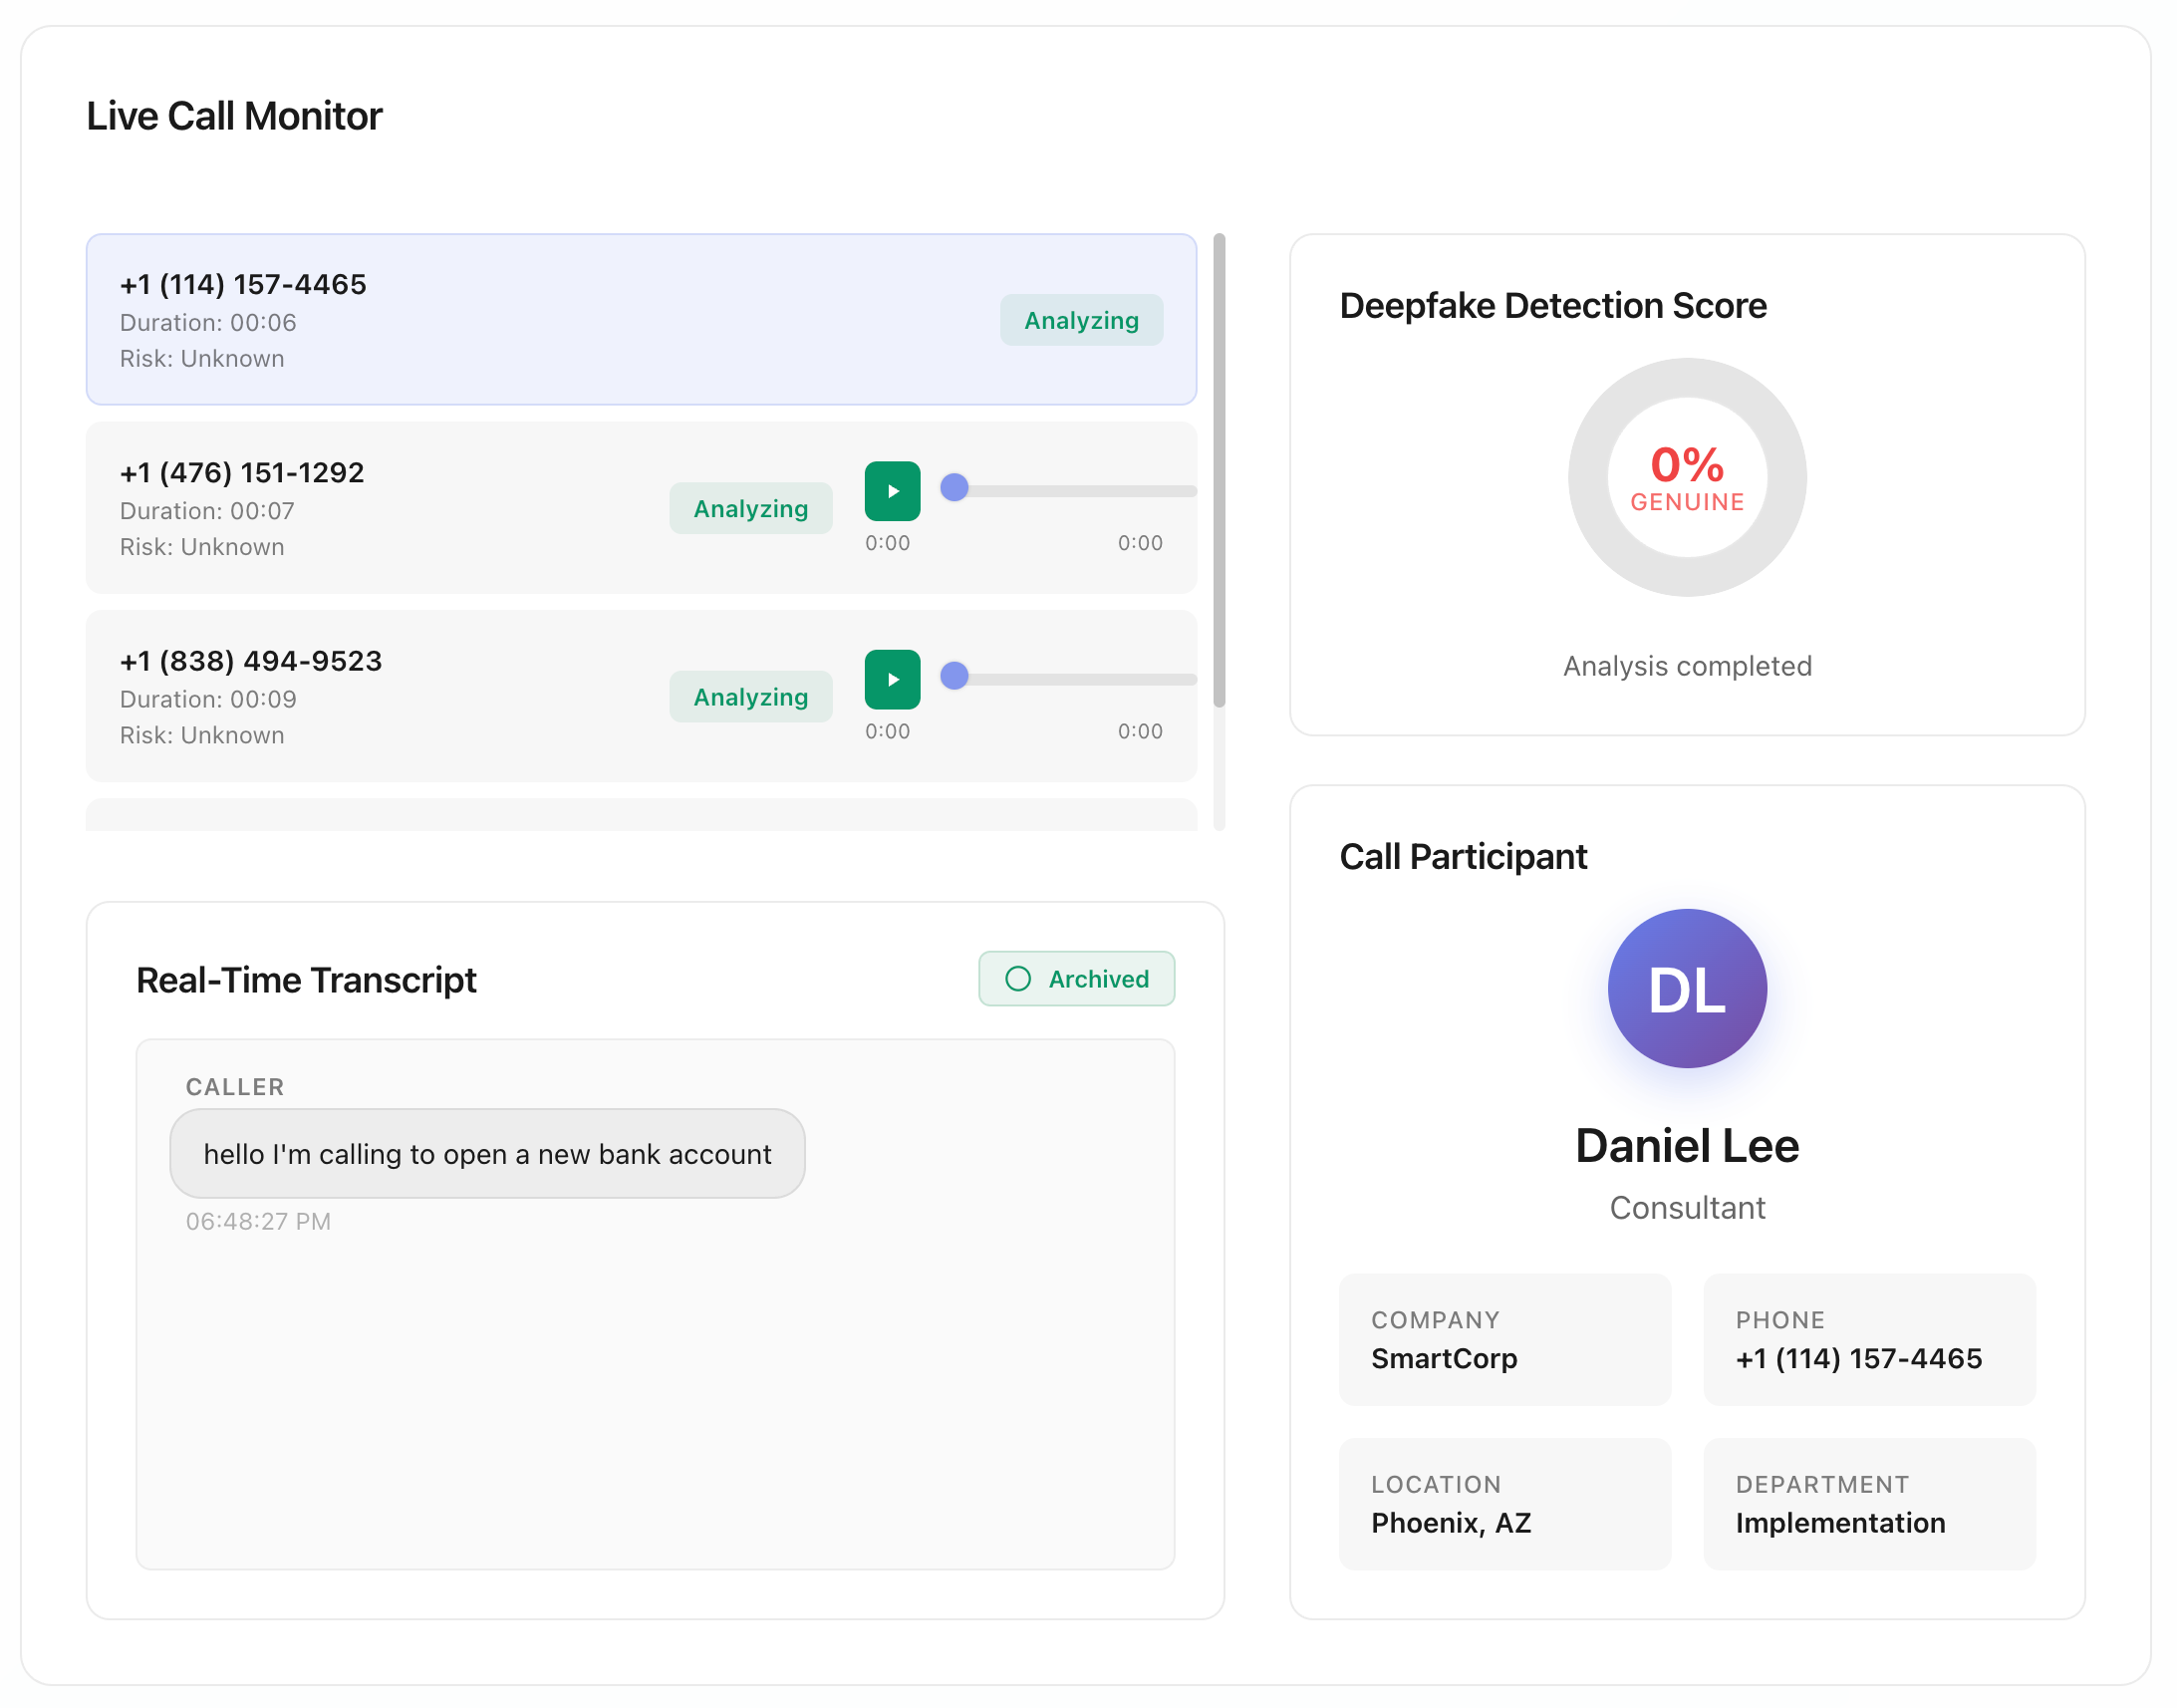 Live Call Monitor
+1 (114) 157-4465
Duration: 00:06
Risk: Unknown
Analyzing
+1 (476) 151-1292
Duration: 00:07
Risk: Unknown
Analyzing
0:00 0:00
+1 (838) 494-9523
Duration: 00:09
Risk: Unknown
Analyzing
0:00 0:00
Real-Time Transcript
Archived
CALLER
hello I'm calling to open a new bank account
06:48:27 PM
Deepfake Detection Score
0%
GENUINE
Analysis completed
Call Participant
DL
Daniel Lee
Consultant
COMPANY
SmartCorp
PHONE
+1 (114) 157-4465
LOCATION
Phoenix, AZ
DEPARTMENT
Implementation